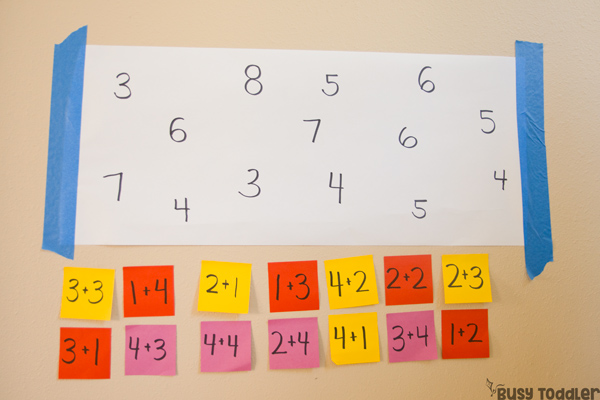 3 8 5 6
6 7 6 5
7 4 3 4 5 4
3+3 1+4 2+1 1+3 4+2 2+2 2+3
3+1 4+3 4+4 2+4 4+1 3+4 1+2
BUSY TODDLER